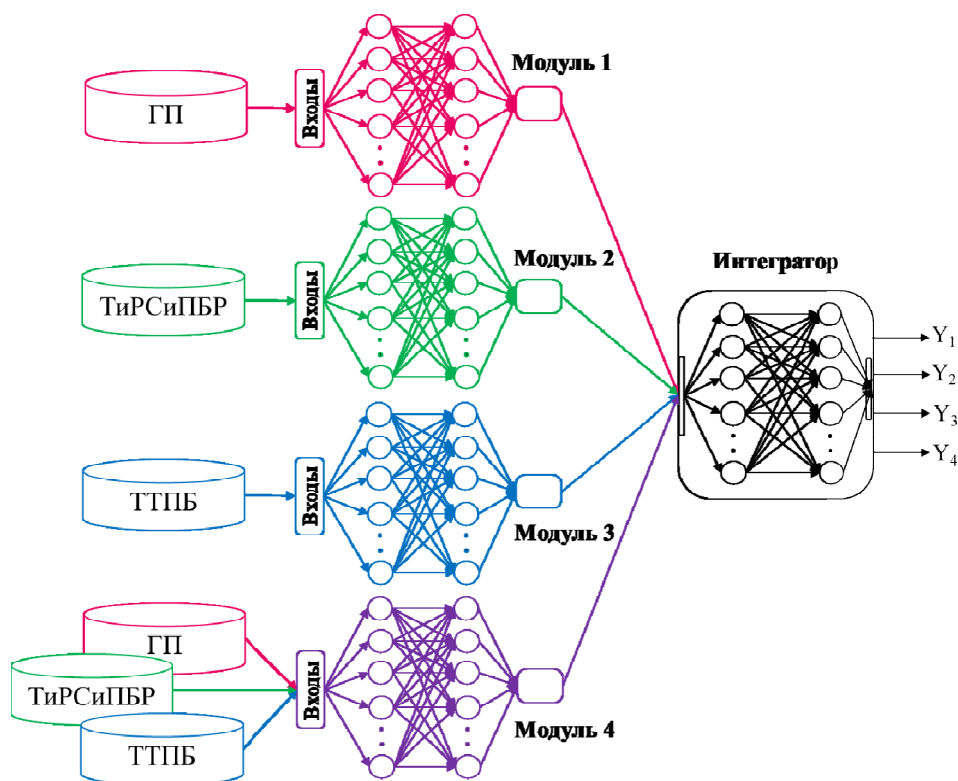 Модуль 1
ГП
Входы
Модуль 2
ТиРСиПБР
Входы
Интегратор
Y1
Y2
Y3
Y4
ТТПБ
Входы
Модуль 3
ГП
ТиРСиПБР
ТТПБ
Входы
Модуль 4